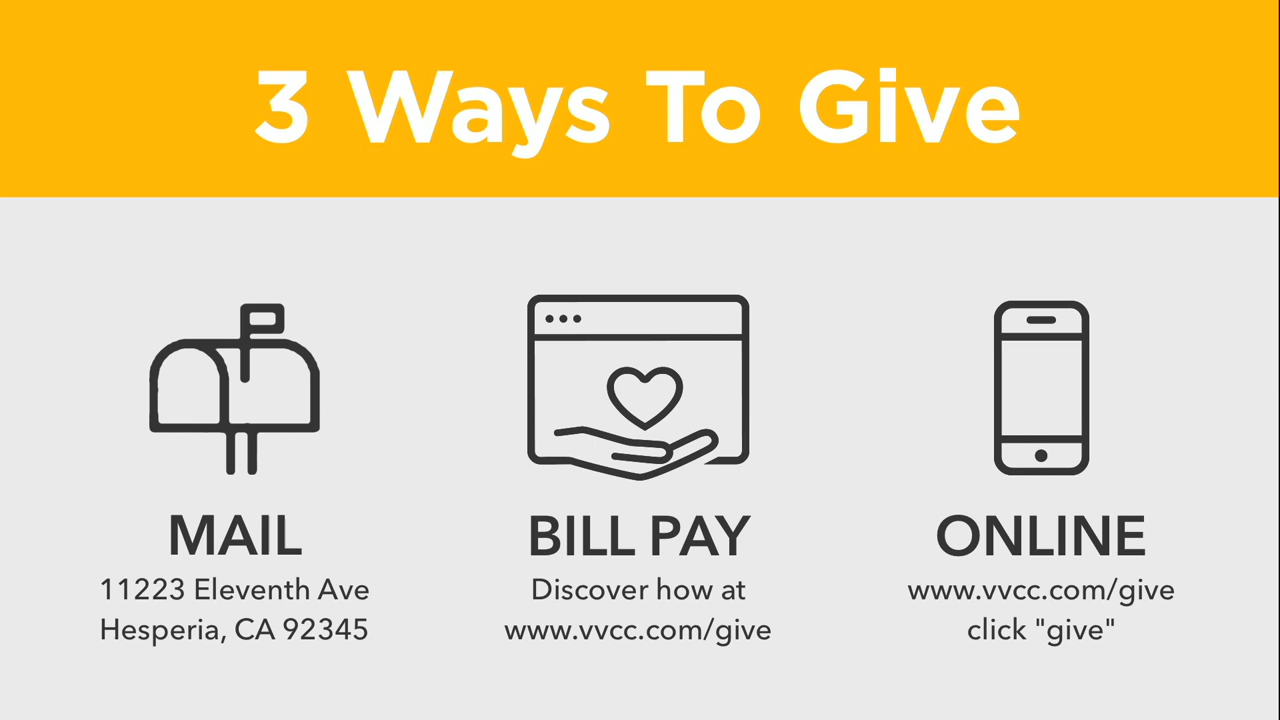 3 Ways To Give
MAIL
11223 Eleventh Ave
Hesperia, CA 92345
BILL PAY
Discover how at
www.vvcc.com/give
ONLINE
www.vvcc.com/give
click "give"